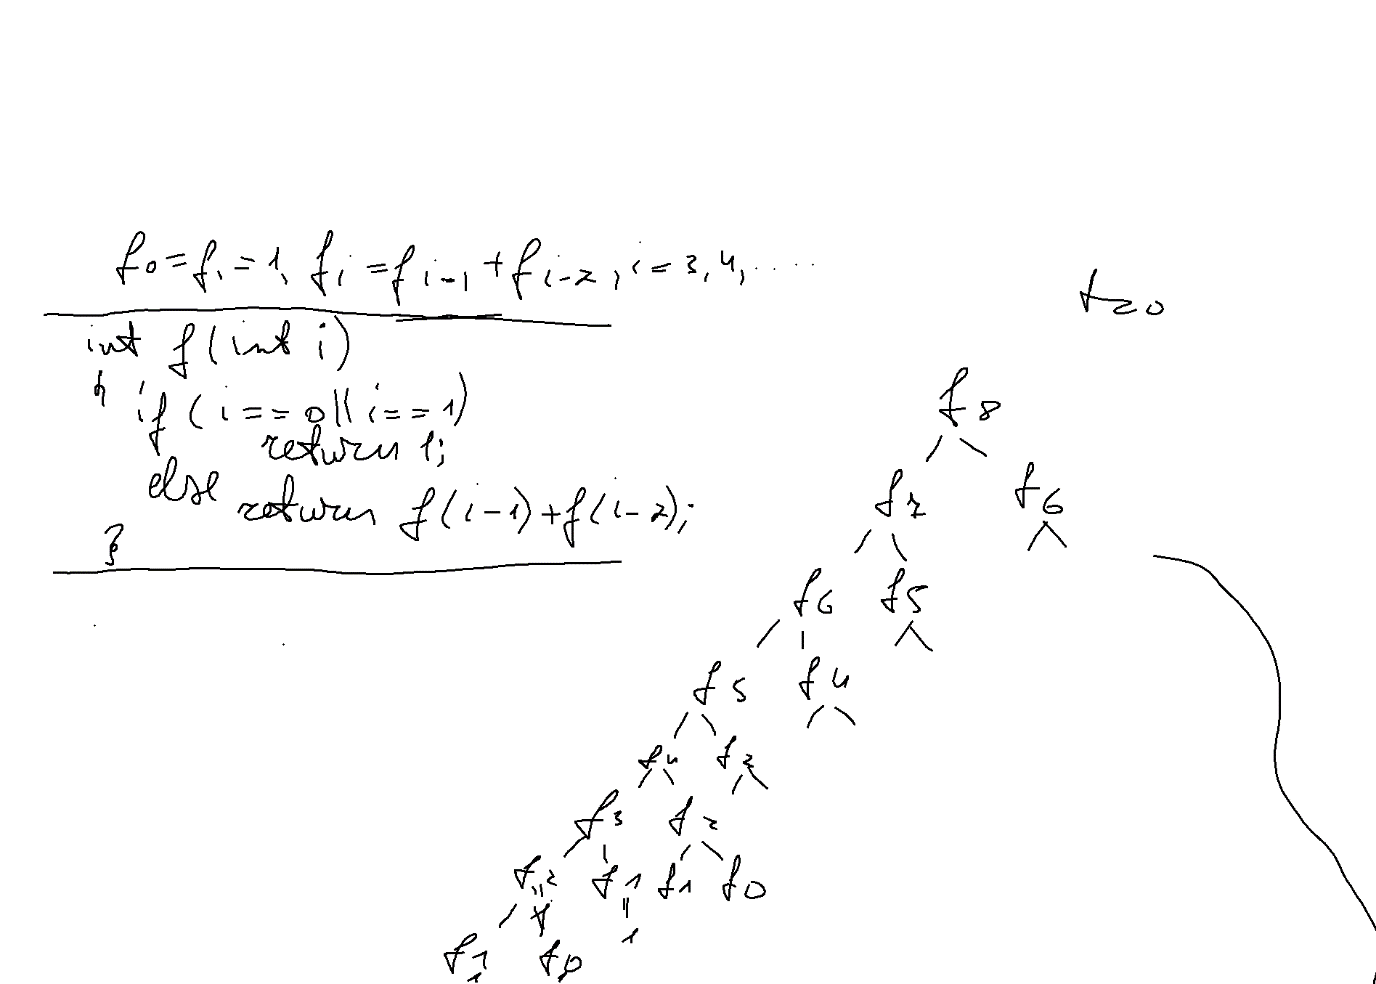 f0 = f1 = 1, fi = fi-1 + fi-2, i = 3, 4, ....
f20
int f(int i)
{ if (i == 0 || i == 1)
return 1;
else return f(i-1)+f(i-2);
}
f8
f7 f6
f6 f5
f5 f4
f4 f3
f3 f2
f2 f1 f1 f0
1
f1 f0